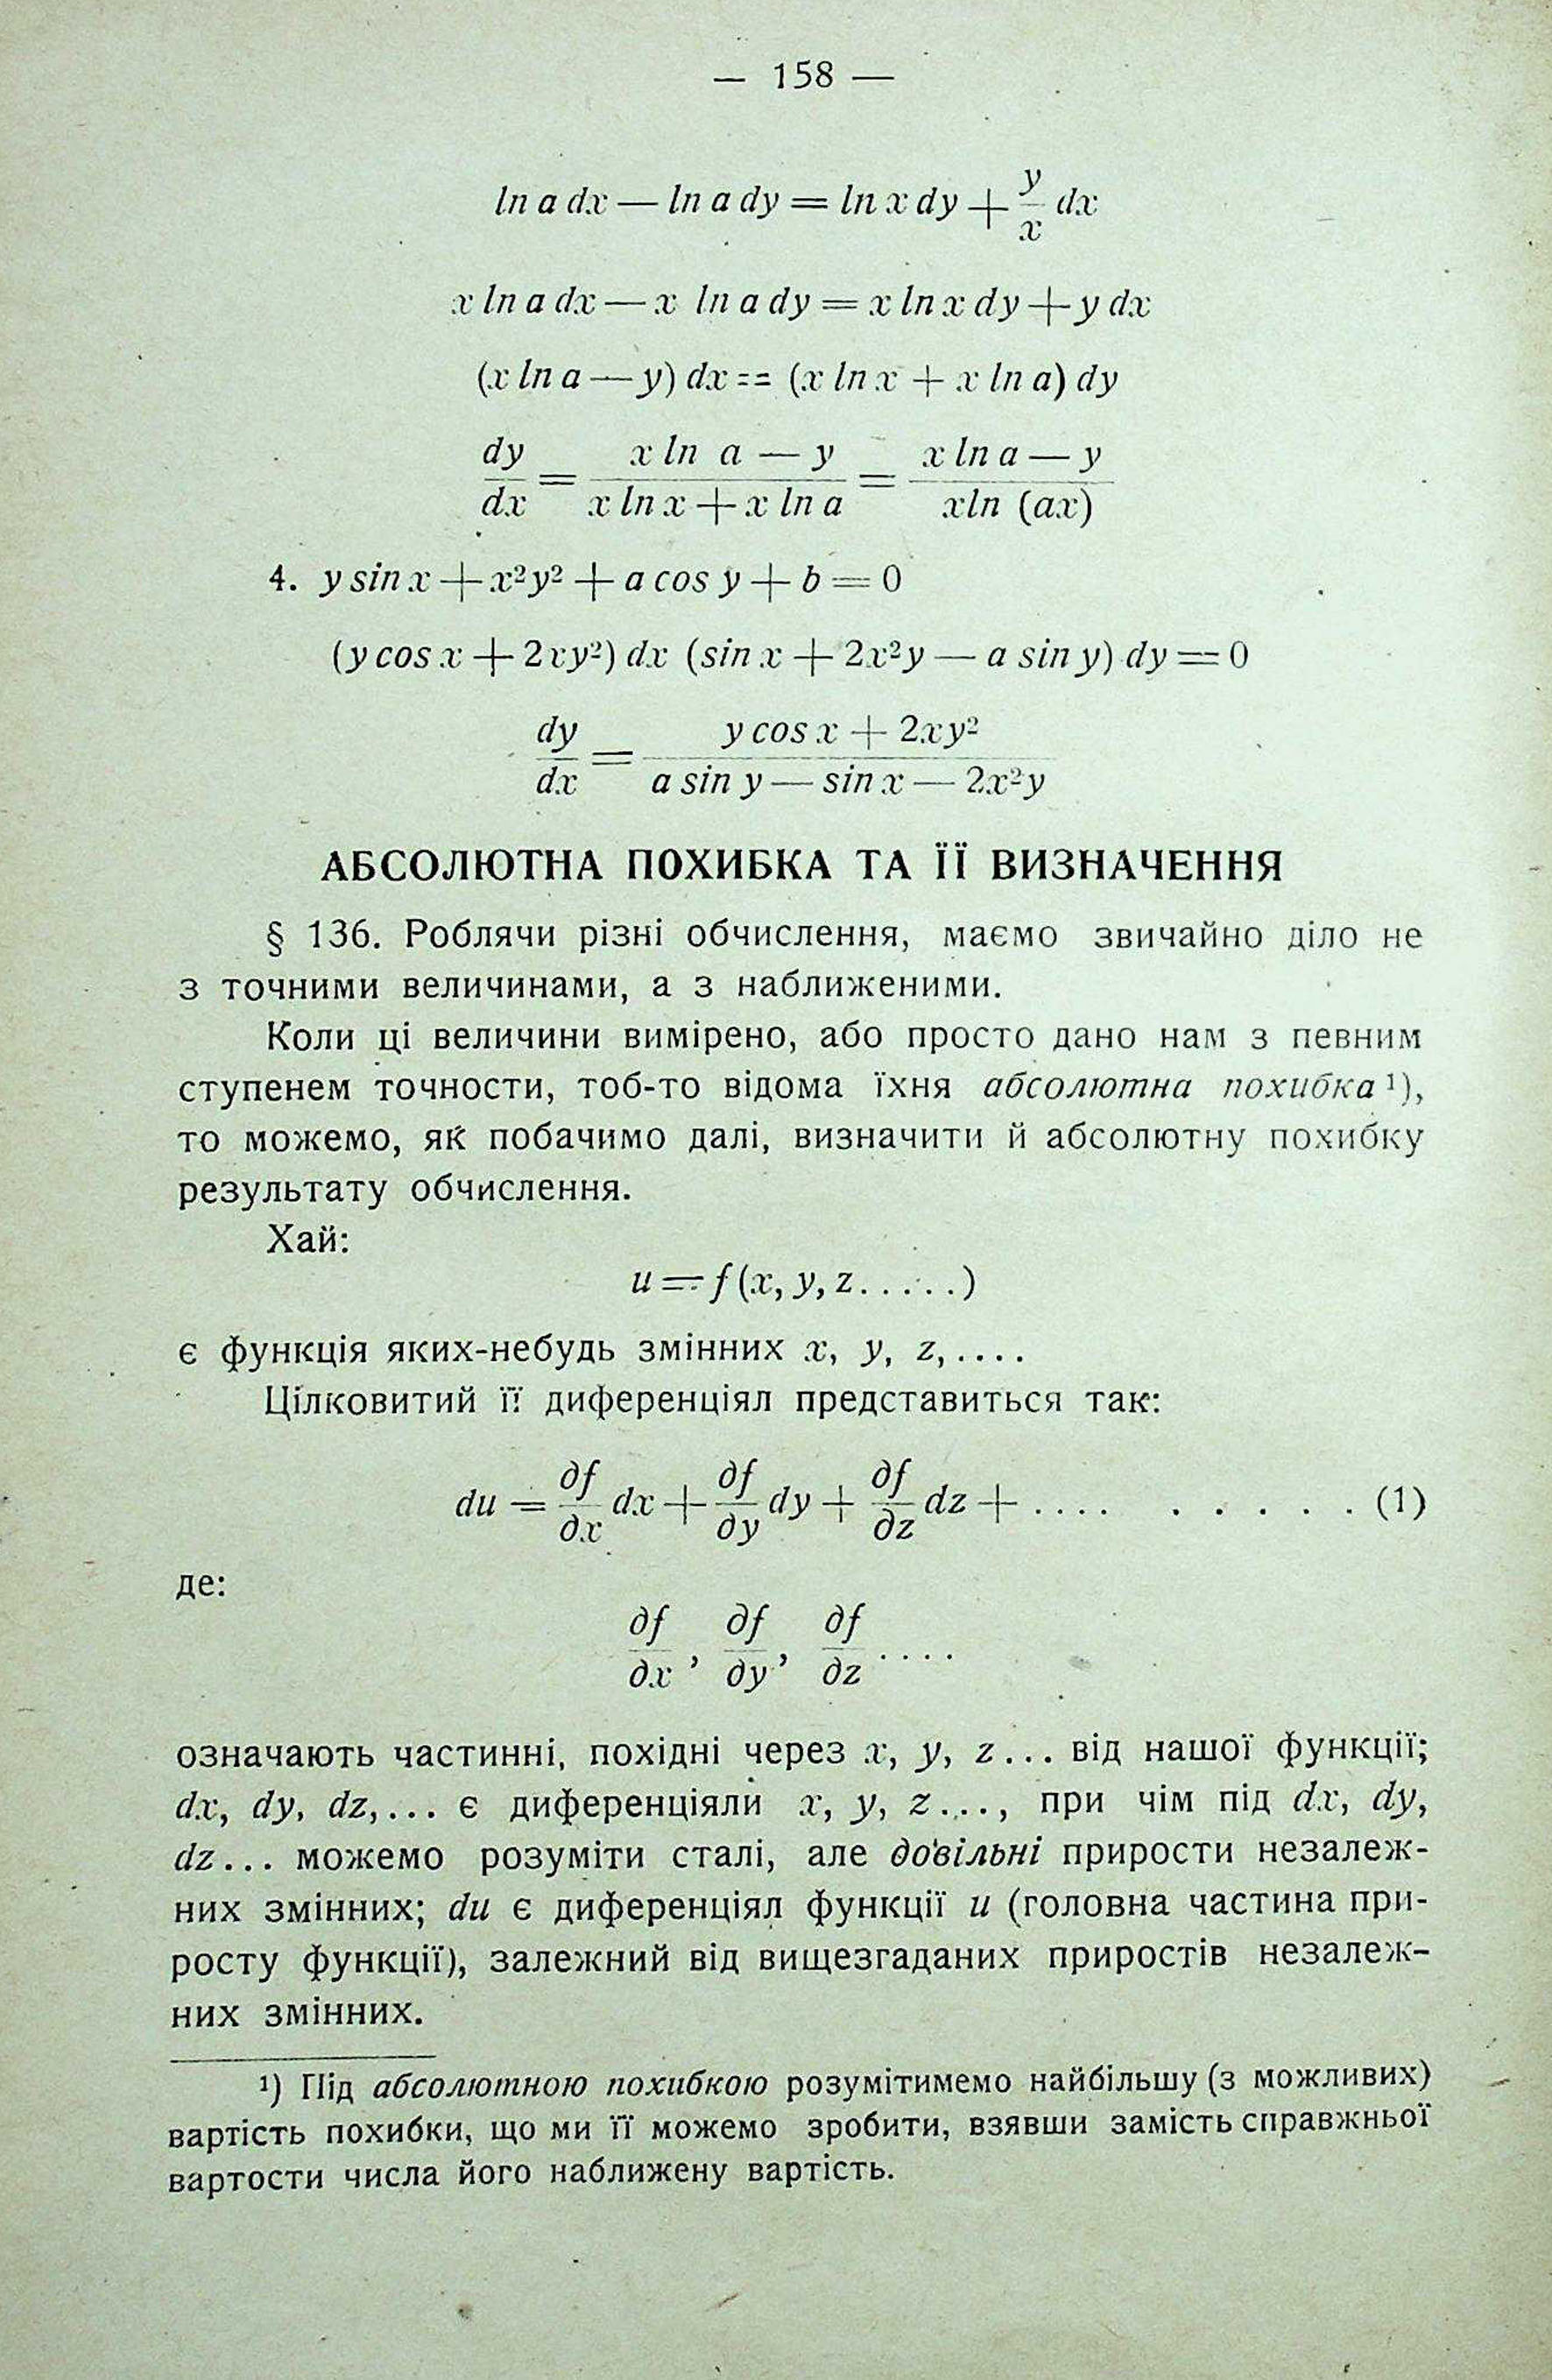 — 158 —
ln a dx — ln a dy = ln x dy + y/x dx
x ln a dx — x ln a dy = x ln x dy + y dx
(x ln a — y) dx == (x ln x + x ln a) dy
dy/dx = (x ln a — y)/(x ln x + x ln a) = (x ln a — y)/(xln (ax))
4. y sin x + x²y² + a cos y + b = 0
(y cos x + 2xy²) dx (sin x + 2x²y — a sin y) dy = 0
dy/dx = (y cos x + 2xy²)/(a sin y — sin x — 2x²y)
АБСОЛЮТНА ПОХИБКА ТА ЇЇ ВИЗНАЧЕННЯ
§ 136. Роблячи різні обчислення, маємо звичайно діло не
з точними величинами, а з наближеними.
Коли ці величини вимірено, або просто дано нам з певним
ступенем точности, тоб-то відома їхня абсолютна похибка ¹),
то можемо, як побачимо далі, визначити й абсолютну похибку
результату обчислення.
Хай:
u = f (x, y, z......)
є функція яких-небудь змінних x, y, z,....
Цілковитий її диференціял представиться так:
du = ∂f/∂x dx + ∂f/∂y dy + ∂f/∂z dz + .... . . . . . . (1)
де:
∂f/∂x, ∂f/∂y, ∂f/∂z ....
означають частинні, похідні через x, y, z... від нашої функції;
dx, dy, dz,... є диференціяли x, y, z...., при чім під dx, dy,
dz... можемо розуміти сталі, але довільні прирости незалеж-
них змінних; du є диференціял функції u (головна частина при-
росту функції), залежний від вищезгаданих приростів незалеж-
них змінних.
¹) Під абсолютною похибкою розумітимемо найбільшу (з можливих)
вартість похибки, що ми її можемо зробити, взявши замість справжньої
вартости числа його наближену вартість.